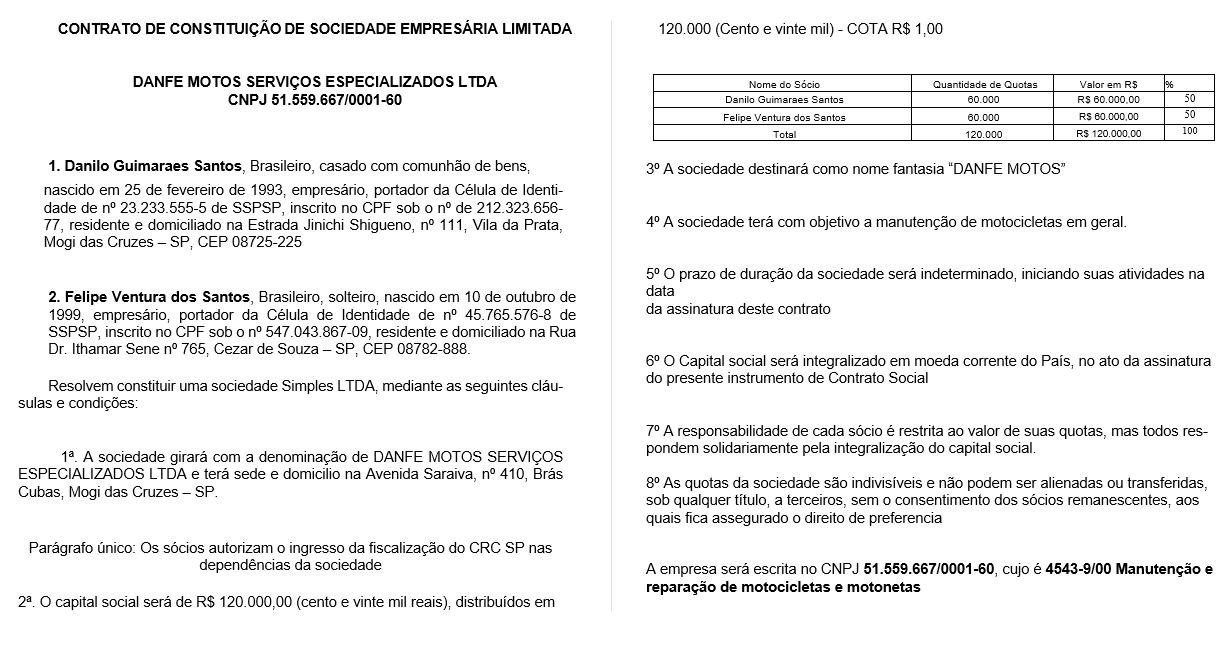 CONTRATO DE CONSTITUIÇÃO DE SOCIEDADE EMPRESÁRIA LIMITADA
DANFE MOTOS SERVIÇOS ESPECIALIZADOS LTDA
CNPJ 51.559.667/0001-60
1. Danilo Guimaraes Santos, Brasileiro, casado com comunhão de bens,
nascido em 25 de fevereiro de 1993, empresário, portador da Célula de Identi-
dade de nº 23.233.555-5 de SSPSP, inscrito no CPF sob o nº de 212.323.656-
77, residente e domiciliado na Estrada Jinichi Shigueno, nº 111, Vila da Prata,
Mogi das Cruzes – SP, CEP 08725-225
2. Felipe Ventura dos Santos, Brasileiro, solteiro, nascido em 10 de outubro de
1999, empresário, portador da Célula de Identidade de nº 45.765.576-8 de
SSPSP, inscrito no CPF sob o nº 547.043.867-09, residente e domiciliado na Rua
Dr. Ithamar Sene nº 765, Cezar de Souza – SP, CEP 08782-888.
Resolvem constituir uma sociedade Simples LTDA, mediante as seguintes cláu-
sulas e condições:
1ª. A sociedade girará com a denominação de DANFE MOTOS SERVIÇOS
ESPECIALIZADOS LTDA e terá sede e domicilio na Avenida Saraiva, nº 410, Brás
Cubas, Mogi das Cruzes – SP.
Parágrafo único: Os sócios autorizam o ingresso da fiscalização do CRC SP nas
dependências da sociedade
2ª. O capital social será de R$ 120.000,00 (cento e vinte mil reais), distribuídos em
120.000 (Cento e vinte mil) - COTA R$ 1,00
Nome do Sócio Quantidade de Quotas Valor em R$ %
Danilo Guimaraes Santos 60.000 R$ 60.000,00 50
Felipe Ventura dos Santos 60.000 R$ 60.000,00 50
Total 120.000 R$ 120.000,00 100
3º A sociedade destinará como nome fantasia “DANFE MOTOS”
4º A sociedade terá com objetivo a manutenção de motocicletas em geral.
5º O prazo de duração da sociedade será indeterminado, iniciando suas atividades na
data
da assinatura deste contrato
6º O Capital social será integralizado em moeda corrente do País, no ato da assinatura
do presente instrumento de Contrato Social
7º A responsabilidade de cada sócio é restrita ao valor de suas quotas, mas todos res-
pondem solidariamente pela integralização do capital social.
8º As quotas da sociedade são indivisíveis e não podem ser alienadas ou transferidas,
sob qualquer título, a terceiros, sem o consentimento dos sócios remanescentes, aos
quais fica assegurado o direito de preferencia
A empresa será escrita no CNPJ 51.559.667/0001-60, cujo é 4543-9/00 Manutenção e
reparação de motocicletas e motonetas